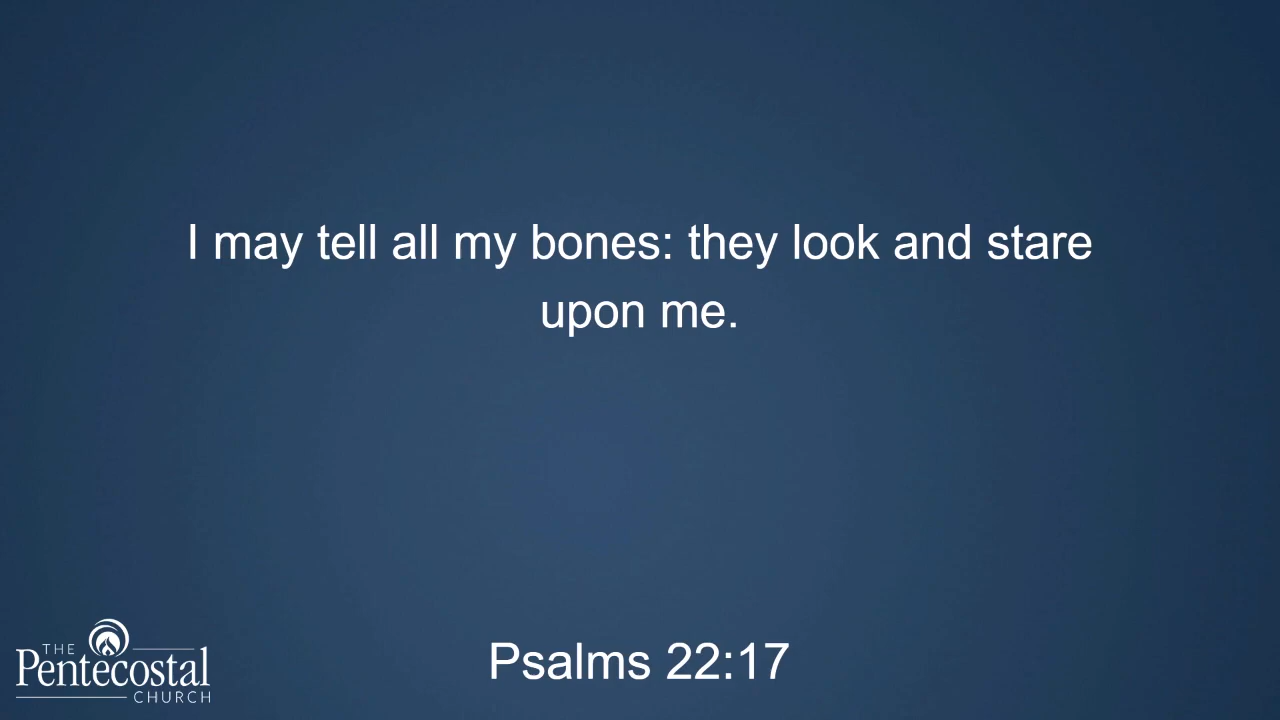 I may tell all my bones: they look and stare
upon me.
Psalms 22:17
THE
Pentecostal
CHURCH